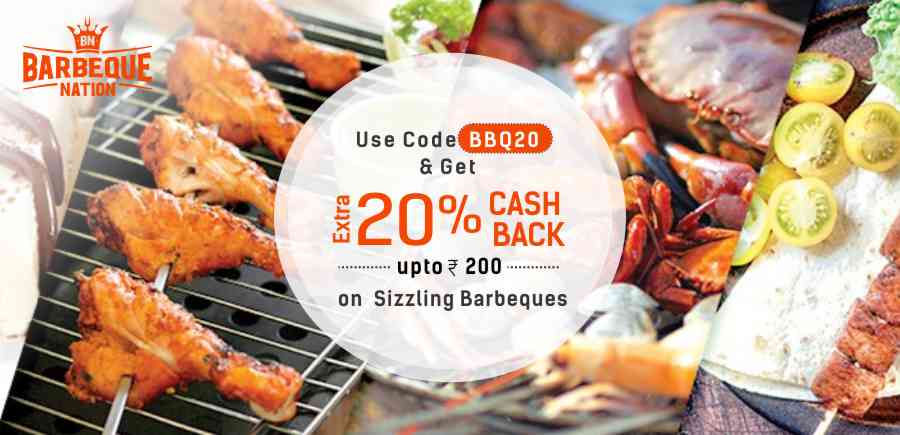 BN
BARBEQUE
NATION
Use Code BBQ20
& Get
Extra 20% CASH BACK
upto ₹ 200
on Sizzling Barbeques